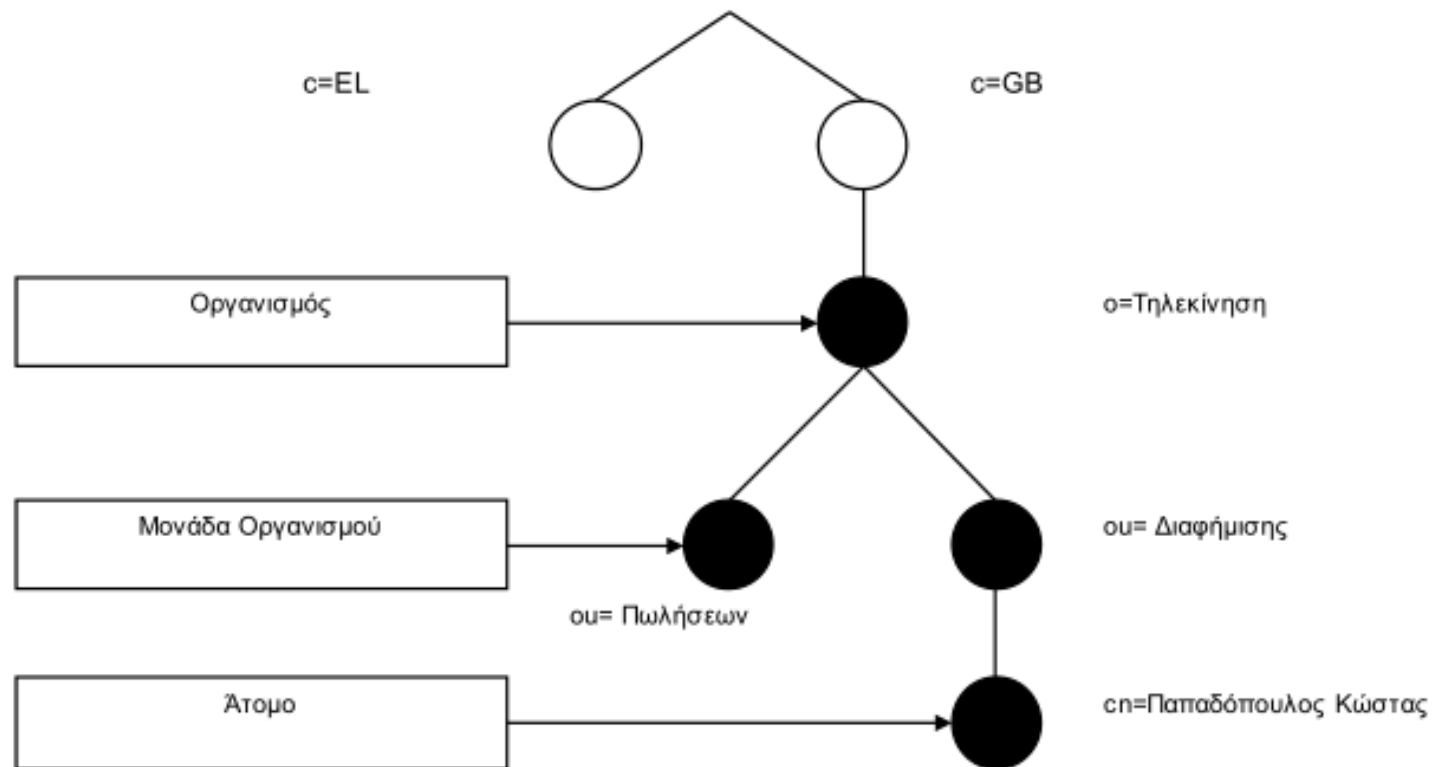 c=EL
c=GB
Οργανισμός
o=Τηλεκίνηση
Μονάδα Οργανισμού
ou= Διαφήμισης
ou= Πωλήσεων
Άτομο
cn=Παπαδόπουλος Κώστας